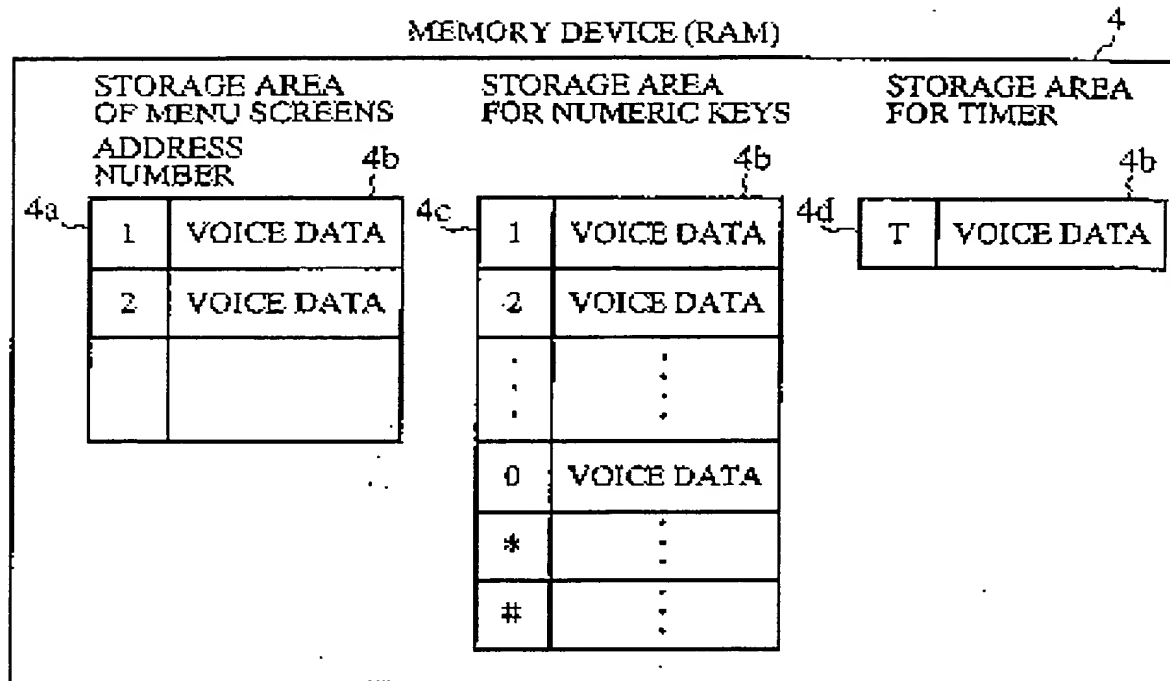 MEMORY DEVICE (RAM)
4
STORAGE AREA
OF MENU SCREENS
ADDRESS
NUMBER
4b
4a
1 VOICE DATA
2 VOICE DATA
STORAGE AREA
FOR NUMERIC KEYS
4b
4c
1 VOICE DATA
2 VOICE DATA
0 VOICE DATA
*
#
STORAGE AREA
FOR TIMER
4b
4d
T VOICE DATA